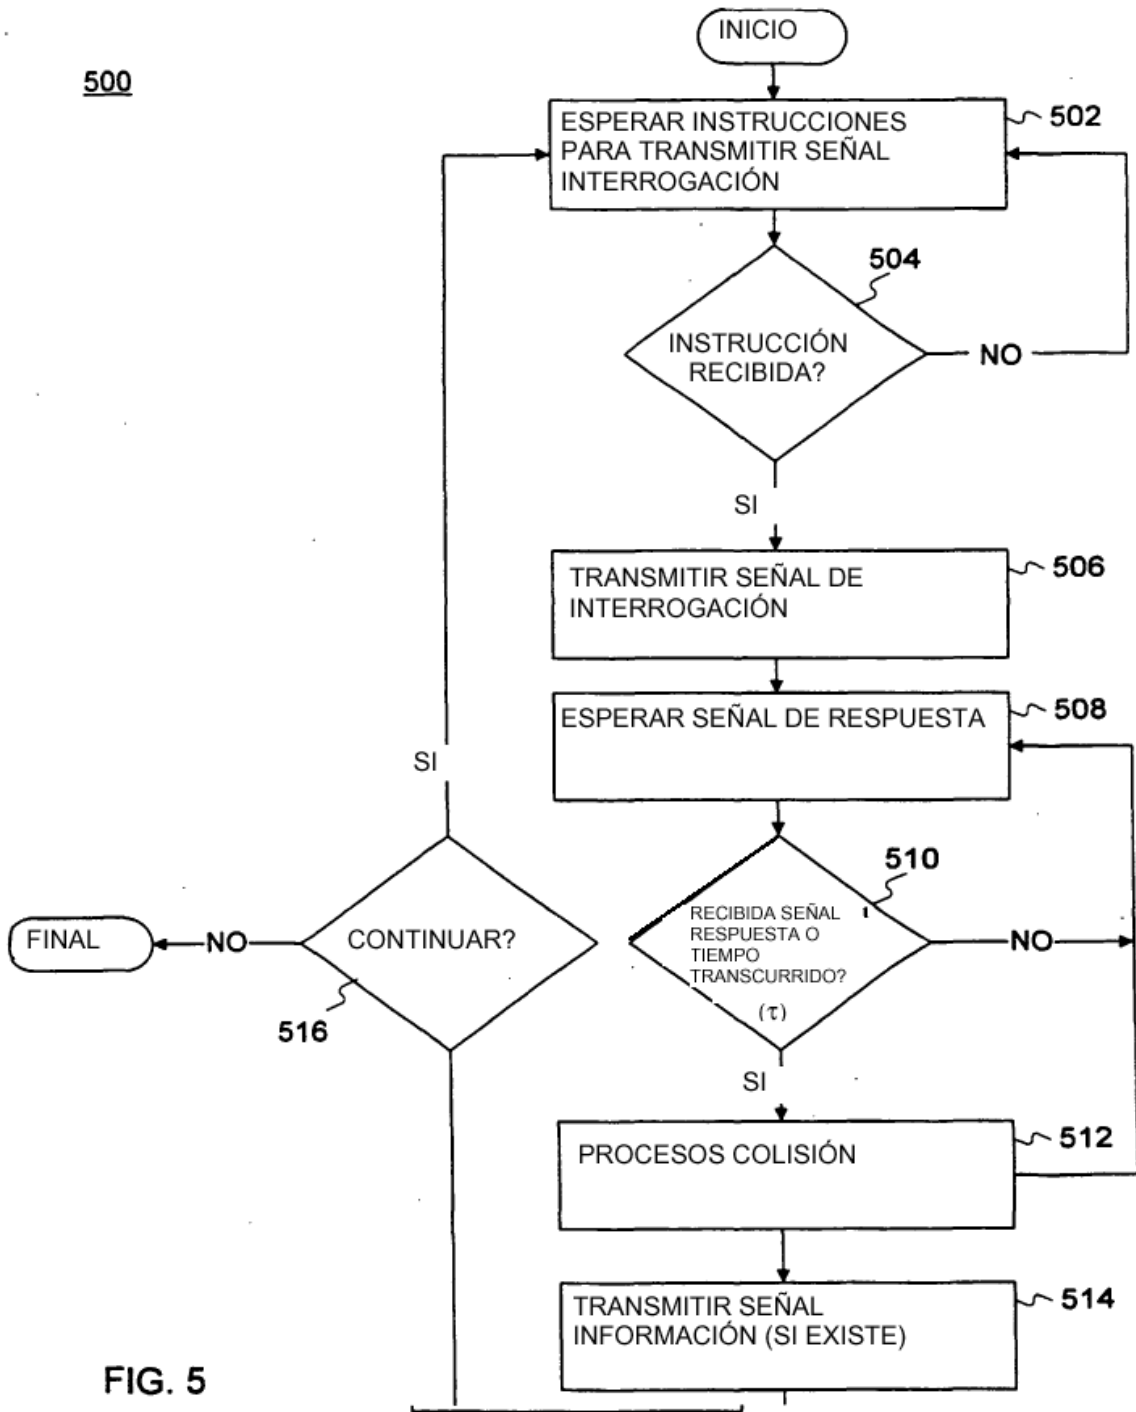 INICIO
500
ESPERAR INSTRUCCIONES
PARA TRANSMITIR SEÑAL
INTERROGACIÓN
502
504
INSTRUCCIÓN
RECIBIDA?
NO
SI
TRANSMITIR SEÑAL DE
INTERROGACIÓN
506
ESPERAR SEÑAL DE RESPUESTA
508
SI
510
RECIBIDA SEÑAL
RESPUESTA O
TIEMPO
TRANSCURRIDO?
(τ)
NO
FINAL
NO
CONTINUAR?
516
SI
PROCESOS COLISIÓN
512
TRANSMITIR SEÑAL
INFORMACIÓN (SI EXISTE)
514
FIG. 5